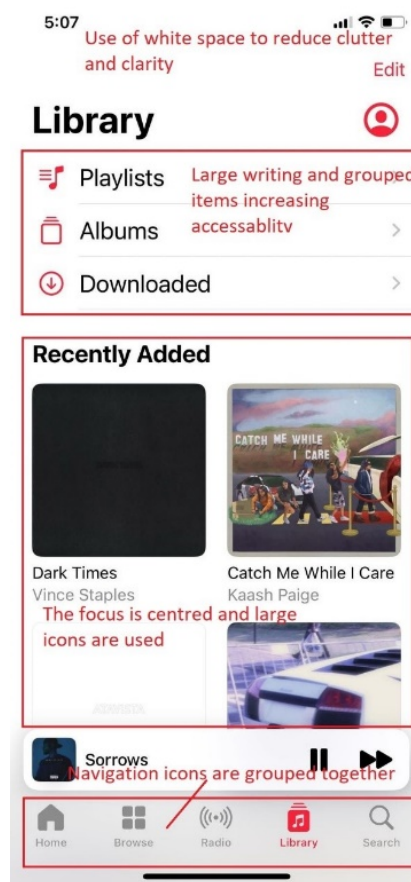 5:07
Use of white space to reduce clutter
and clarity
Edit
Library
Playlists
Large writing and grouped
items increasing
accessablity
Albums
Downloaded
Recently Added
CATCH ME WHILE
I CARE
Dark Times
Catch Me While I Care
Vince Staples
Kaash Paige
The focus is centred and large
icons are used
Sorrows
Navigation icons are grouped together
Home
Browse
Radio
Library
Search